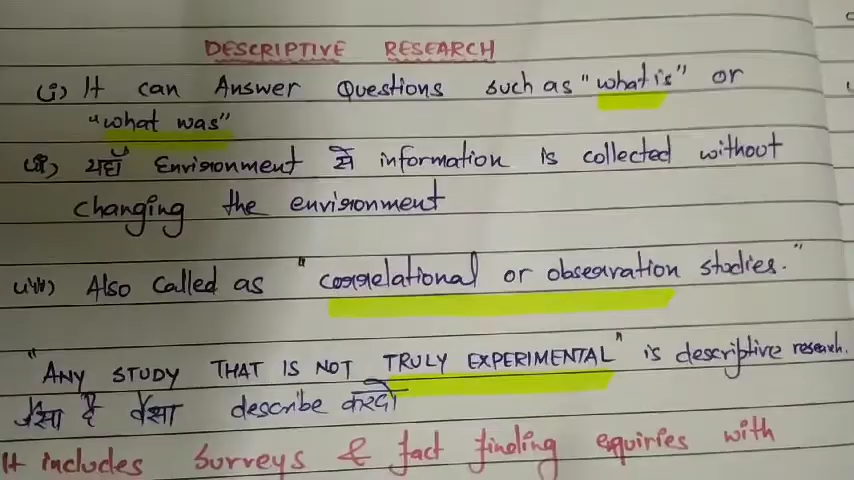 DESCRIPTIVE RESEARCH
(i) It can Answer Questions such as "what is" or
"what was"
(ii) यहाँ Environment से information is collected without
changing the environment
(iii) Also Called as "correlational or observation studies."
"ANY STUDY THAT IS NOT TRULY EXPERIMENTAL" is descriptive research.
जैसा है वैसा describe करदो
It includes Surveys & fact finding enquiries with